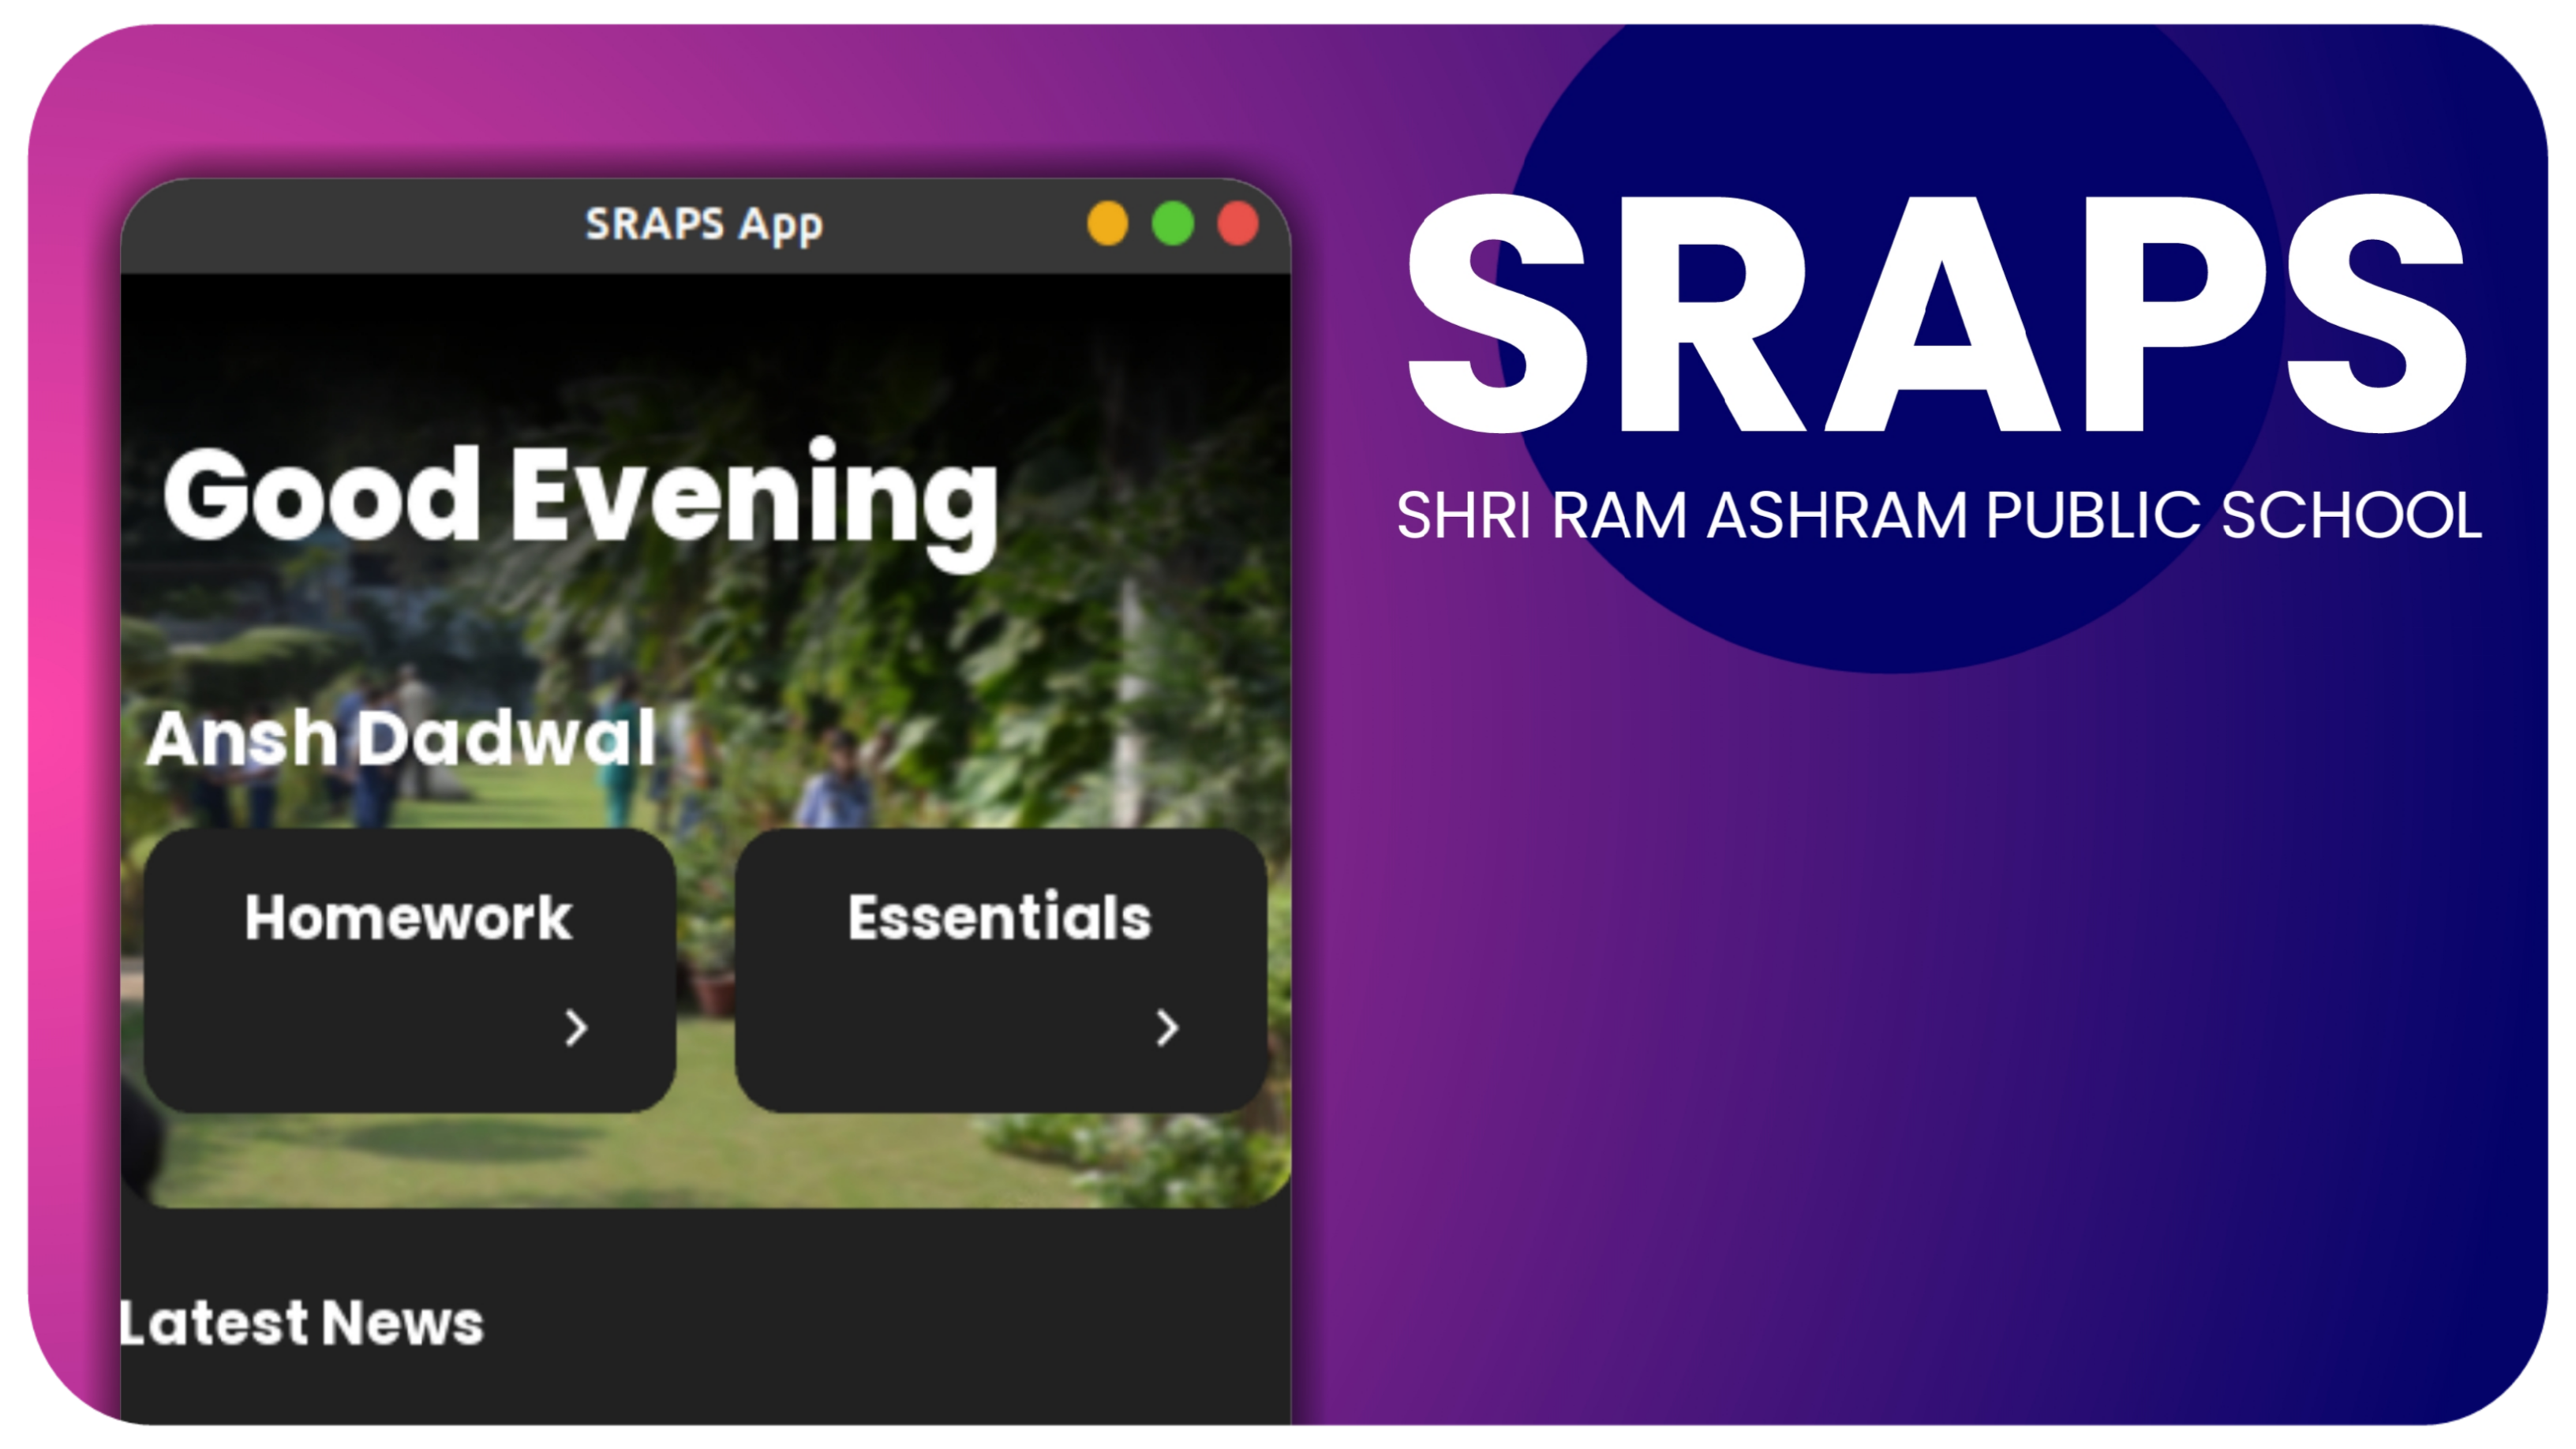 SRAPS App
Good Evening
Ansh Dadwal
Homework
Essentials
Latest News
SRAPS
SHRI RAM ASHRAM PUBLIC SCHOOL